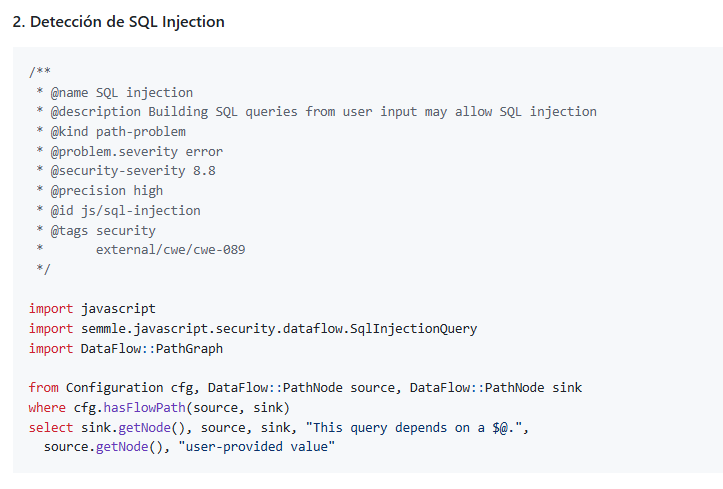 2. Detección de SQL Injection
/**
 * @name SQL injection
 * @description Building SQL queries from user input may allow SQL injection
 * @kind path-problem
 * @problem.severity error
 * @security-severity 8.8
 * @precision high
 * @id js/sql-injection
 * @tags security
 *       external/cwe/cwe-089
 */
import javascript
import semmle.javascript.security.dataflow.SqlInjectionQuery
import DataFlow::PathGraph
from Configuration cfg, DataFlow::PathNode source, DataFlow::PathNode sink
where cfg.hasFlowPath(source, sink)
select sink.getNode(), source, sink, "This query depends on a $@.",
  source.getNode(), "user-provided value"